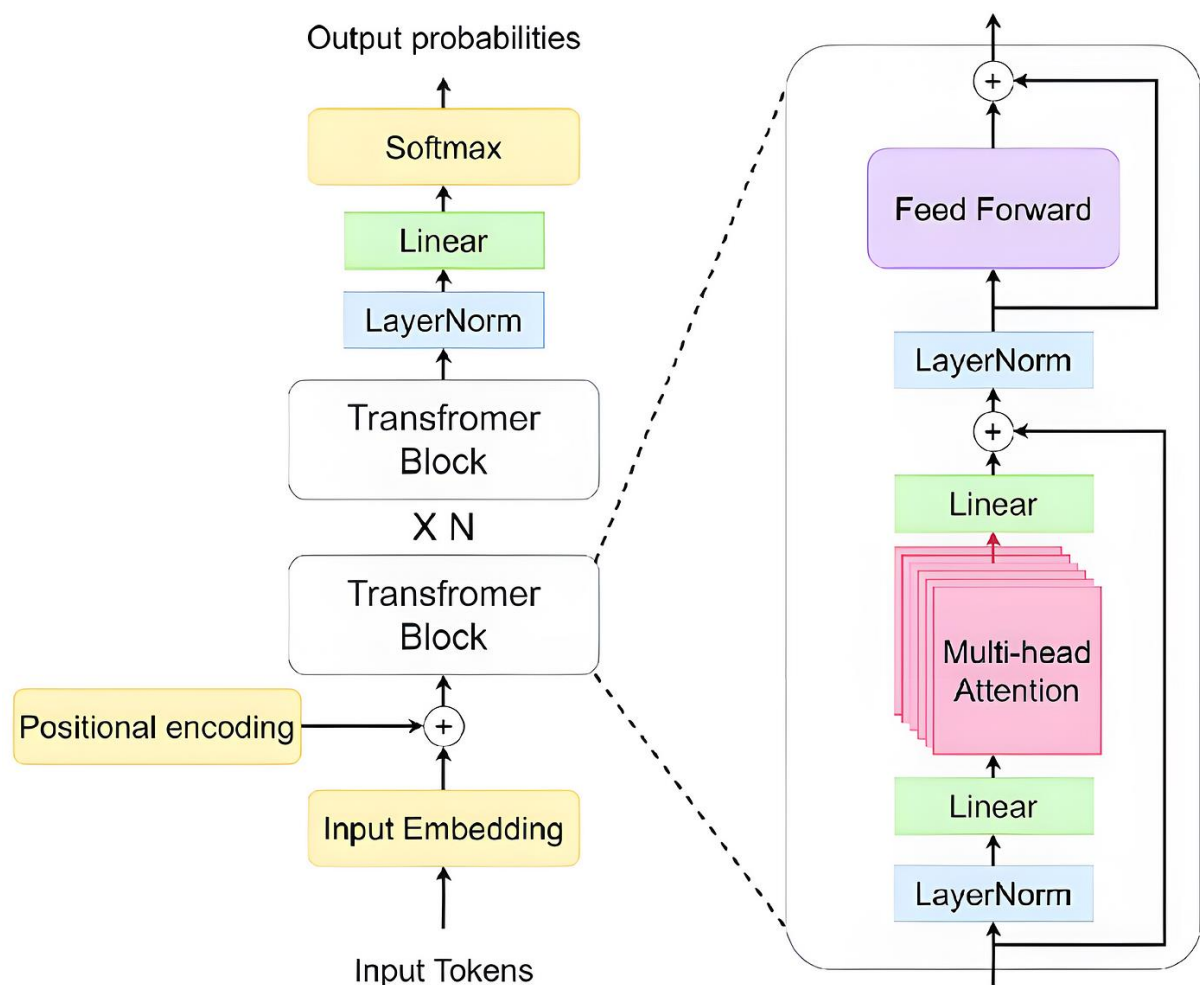 Output probabilities
Softmax
Linear
LayerNorm
Transfromer
Block
X N
Transfromer
Block
Positional encoding
+
Input Embedding
Input Tokens
+
Feed Forward
LayerNorm
+
Linear
Multi-head
Attention
Linear
LayerNorm